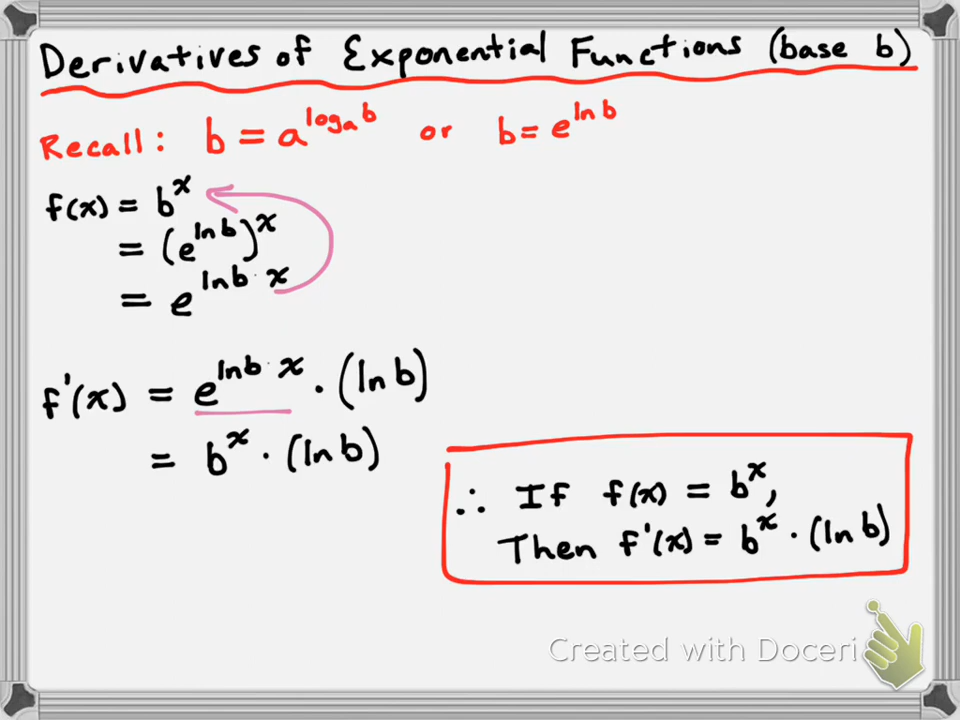 Derivatives of Exponential Functions (base b)
Recall: b = a^{log_a b} or b = e^{ln b}
f(x) = b^x
= (e^{ln b})^x
= e^{ln b · x}
f'(x) = e^{ln b · x} · (ln b)
= b^x · (ln b)
∴ If f(x) = b^x,
Then f'(x) = b^x · (ln b)
Created with Doceri